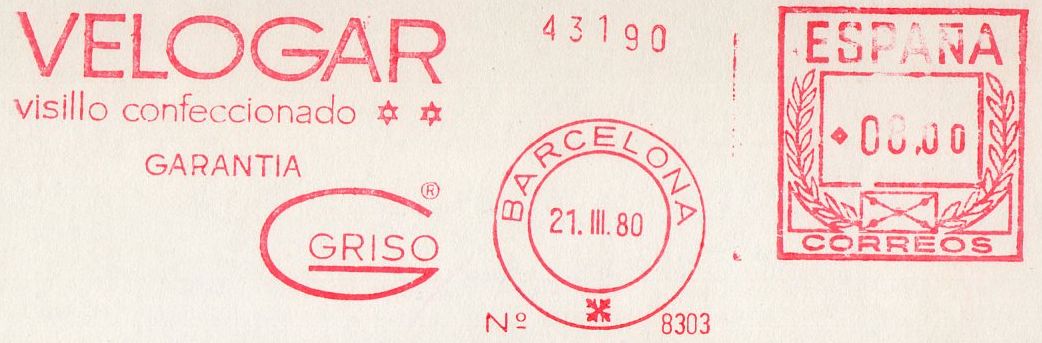 VELOGAR
visillo confeccionado
GARANTIA
GRISO ®
43190
BARCELONA
21. III. 80
Nº 8303
ESPAÑA
08,00
CORREOS